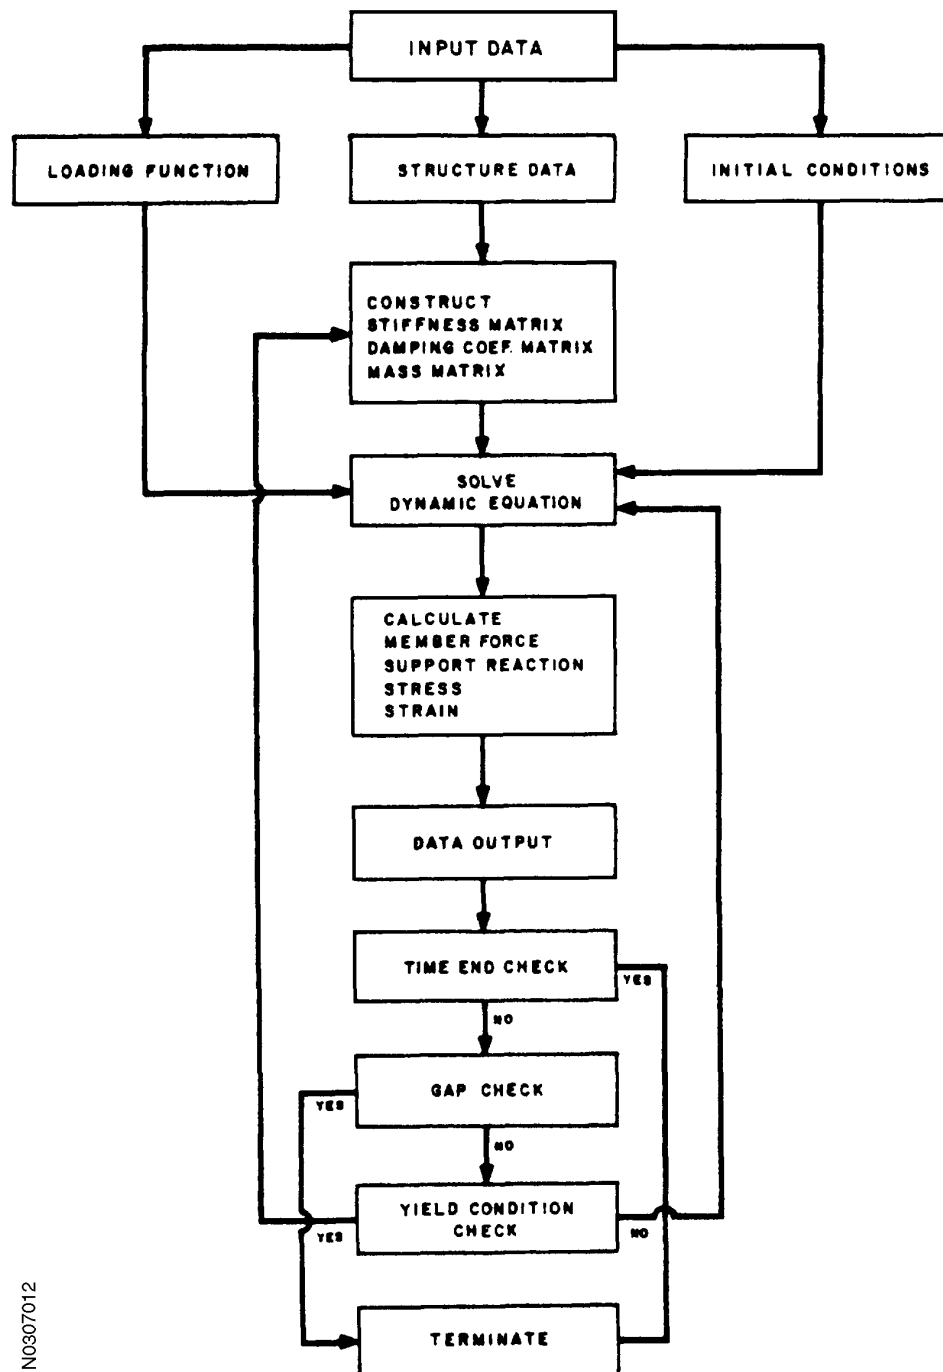 INPUT DATA
LOADING FUNCTION
STRUCTURE DATA
INITIAL CONDITIONS
CONSTRUCT
STIFFNESS MATRIX
DAMPING COEF. MATRIX
MASS MATRIX
SOLVE
DYNAMIC EQUATION
CALCULATE
MEMBER FORCE
SUPPORT REACTION
STRESS
STRAIN
DATA OUTPUT
TIME END CHECK
YES
NO
GAP CHECK
YES
NO
YIELD CONDITION
CHECK
YES
NO
TERMINATE
N0307012